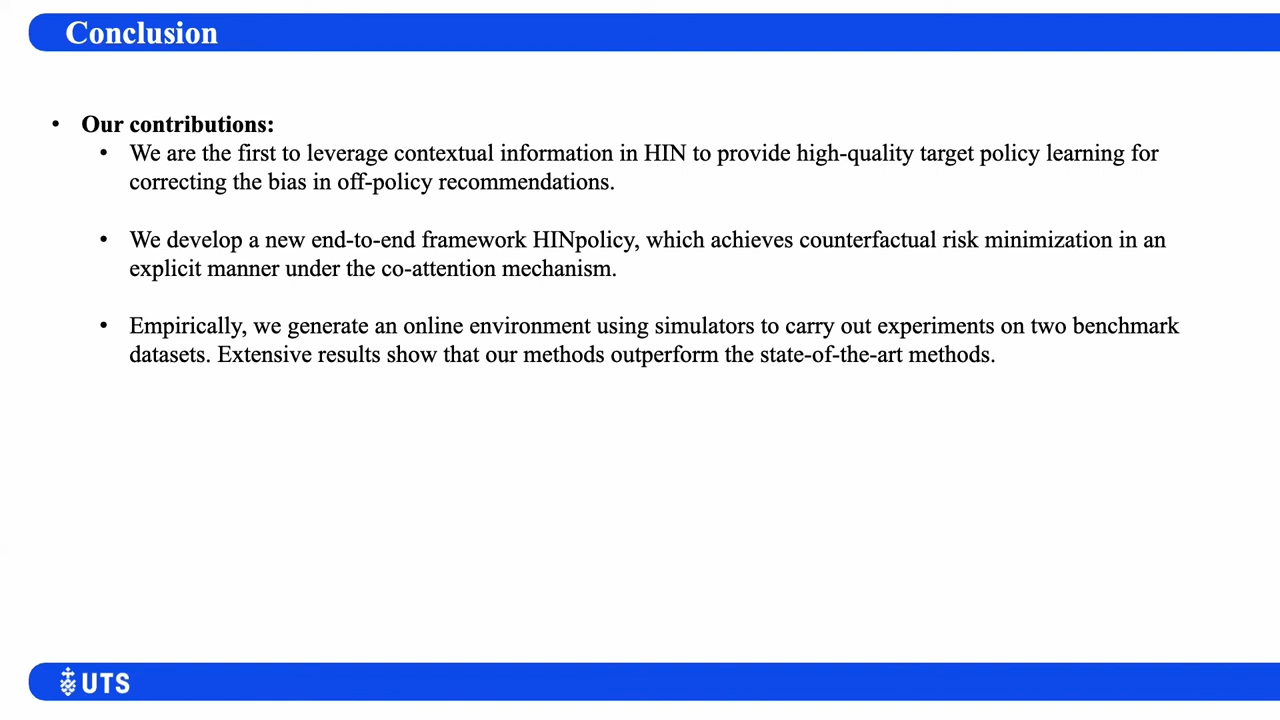 Conclusion
• Our contributions:
• We are the first to leverage contextual information in HIN to provide high-quality target policy learning for
correcting the bias in off-policy recommendations.
• We develop a new end-to-end framework HINpolicy, which achieves counterfactual risk minimization in an
explicit manner under the co-attention mechanism.
• Empirically, we generate an online environment using simulators to carry out experiments on two benchmark
datasets. Extensive results show that our methods outperform the state-of-the-art methods.
UTS